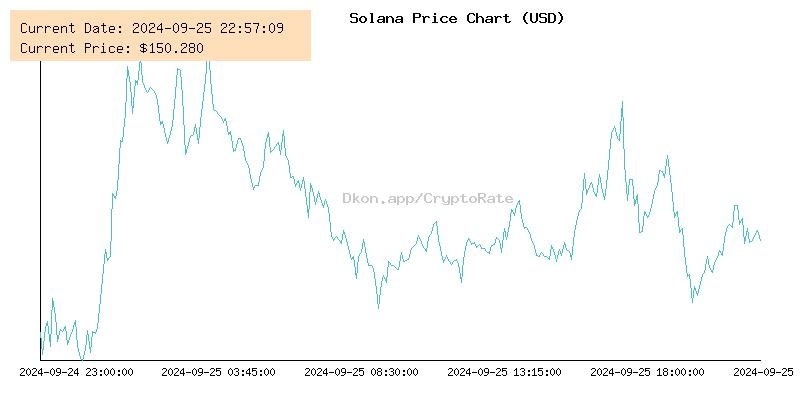 Solana Price Chart (USD)
Current Date: 2024-09-25 22:57:09
Current Price: $150.280
Dkon.app/CryptoRate
2024-09-24 23:00:00 2024-09-25 03:45:00 2024-09-25 08:30:00 2024-09-25 13:15:00 2024-09-25 18:00:00 2024-09-25